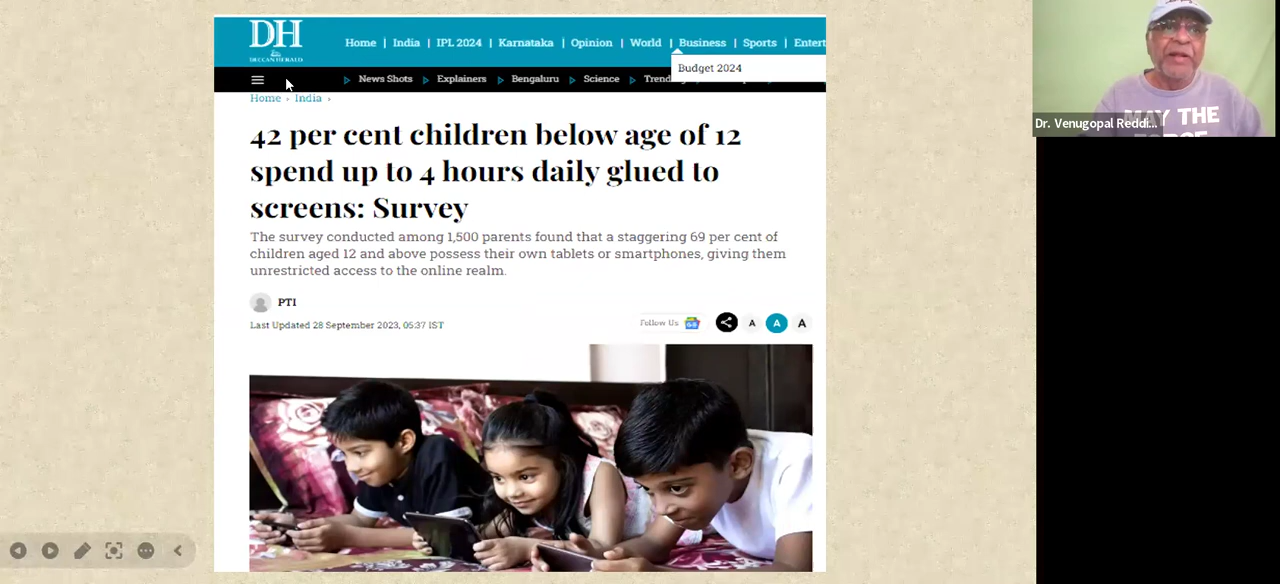 DH
DECCAN HERALD
Home | India | IPL 2024 | Karnataka | Opinion | World | Business | Sports | Entert
Budget 2024
News Shots Explainers Bengaluru Science Trend
Home › India ›
42 per cent children below age of 12
spend up to 4 hours daily glued to
screens: Survey
The survey conducted among 1,500 parents found that a staggering 69 per cent of
children aged 12 and above possess their own tablets or smartphones, giving them
unrestricted access to the online realm.
PTI
Last Updated 28 September 2023, 05:37 IST
Follow Us
A A A
MAY THE
FORCE
Dr. Venugopal Reddi...